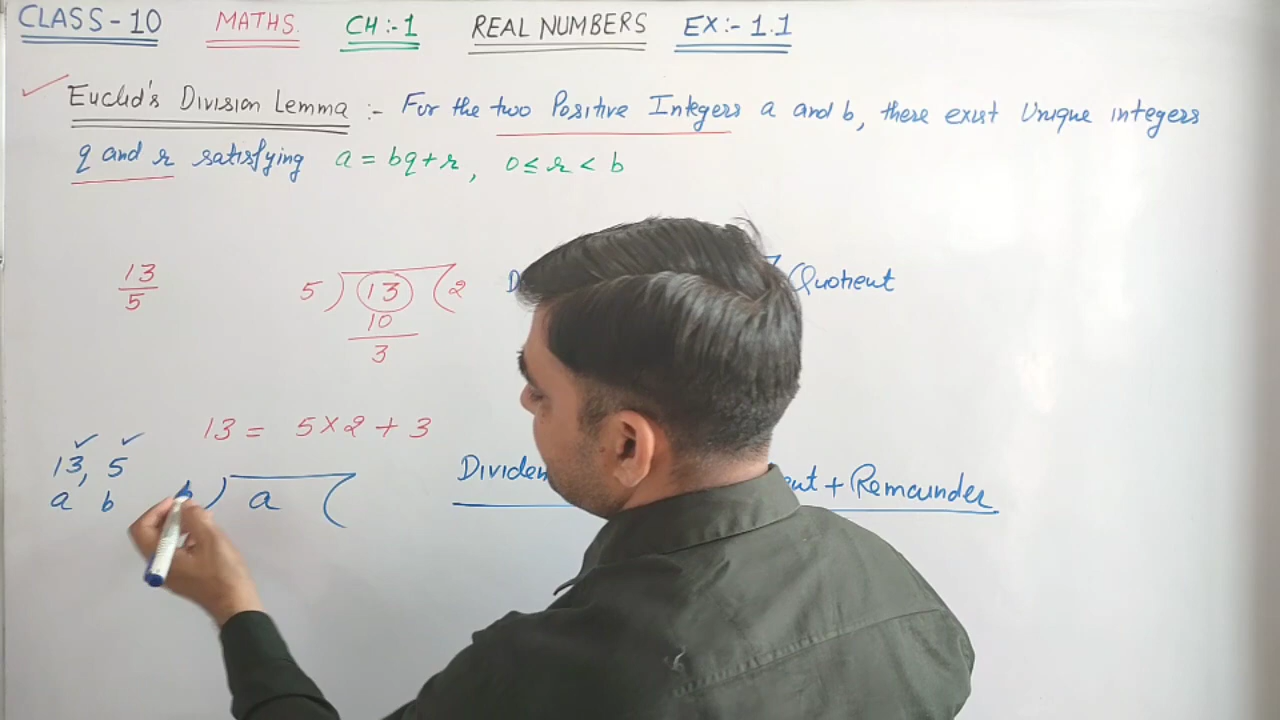 CLASS-10 MATHS. CH:-1 REAL NUMBERS EX:- 1.1
Euclid's Division Lemma :- For the two Positive Integers a and b, there exist Unique integers
q and r satisfying a = bq+r, 0 ≤ r < b
13
5
5 ) 13 ( 2
10
3
Quotient
13 = 5×2 + 3
13, 5
a b
b ) a (
+ Remainder